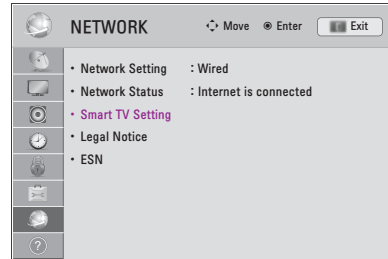 NETWORK Move Enter Exit
• Network Setting : Wired
• Network Status : Internet is connected
• Smart TV Setting
• Legal Notice
• ESN
?